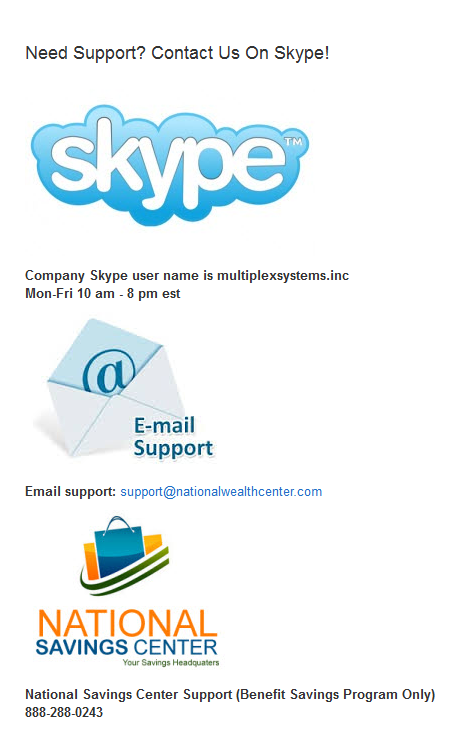 Need Support? Contact Us On Skype!
skype™
Company Skype user name is multiplexsystems.inc
Mon-Fri 10 am - 8 pm est
@
E-mail
Support
Email support: support@nationalwealthcenter.com
NATIONAL
SAVINGS CENTER
Your Savings Headquaters
National Savings Center Support (Benefit Savings Program Only)
888-288-0243